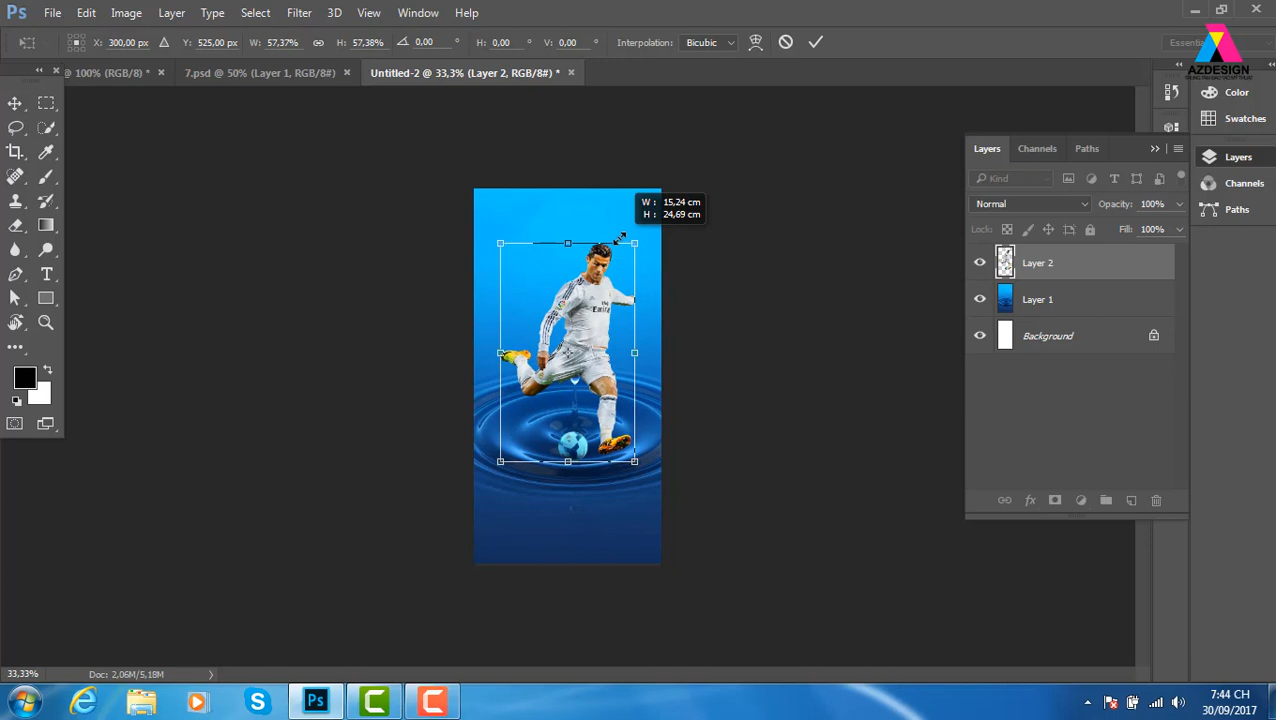 Ps File Edit Image Layer Type Select Filter 3D View Window Help
X: 300,00 px Y: 525,00 px W: 57,37% H: 57,38% 0,00 ° H: 0,00 ° V: 0,00 ° Interpolation: Bicubic
AZDESIGN
@ 100% (RGB/8) * 7.psd @ 50% (Layer 1, RGB/8#) Untitled-2 @ 33,3% (Layer 2, RGB/8#) *
Color
Swatches
Layers
Channels
Paths
Layers Channels Paths
Kind
Normal Opacity: 100%
Lock: Fill: 100%
Layer 2
Layer 1
Background
W : 15,24 cm
H : 24,69 cm
33,33% Doc: 2,06M/5,18M
Ps
7:44 CH
30/09/2017